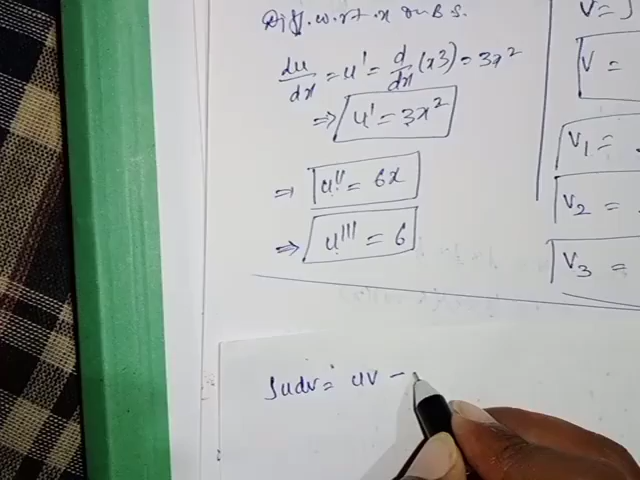 Diff. w.r.t. x on B.S.
du/dx = u' = d/dx (x3) = 3x²
⇒ u' = 3x²
⇒ u'' = 6x
⇒ u''' = 6
V =
V =
V₁ =
V₂ =
V₃ =
∫udv = uv −